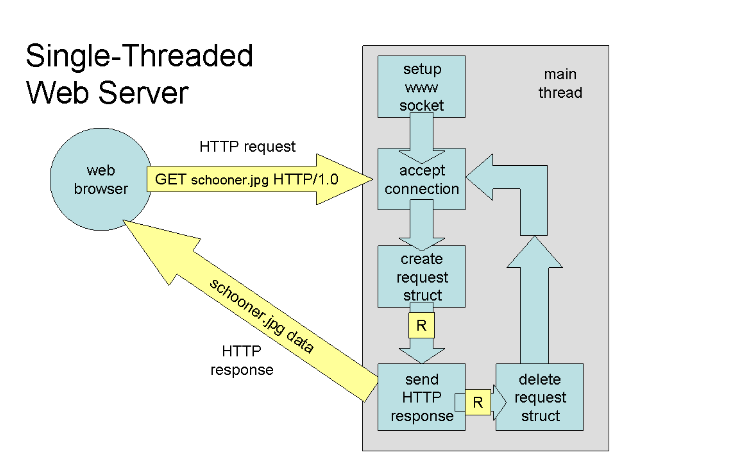 Single-Threaded
Web Server
setup
www
socket
main
thread
HTTP request
web
browser
GET schooner.jpg HTTP/1.0
accept
connection
create
request
struct
schooner.jpg data
R
HTTP
response
send
HTTP
response
R
delete
request
struct